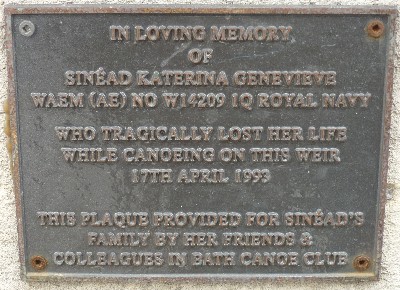 IN LOVING MEMORY
OF
SINÉAD KATERINA GENEVIEVE
WAEM (AE) NO W14209 1Q ROYAL NAVY
WHO TRAGICALLY LOST HER LIFE
WHILE CANOEING ON THIS WEIR
17TH APRIL 1993
THIS PLAQUE PROVIDED FOR SINÉAD'S
FAMILY BY HER FRIENDS &
COLLEAGUES IN BATH CANOE CLUB